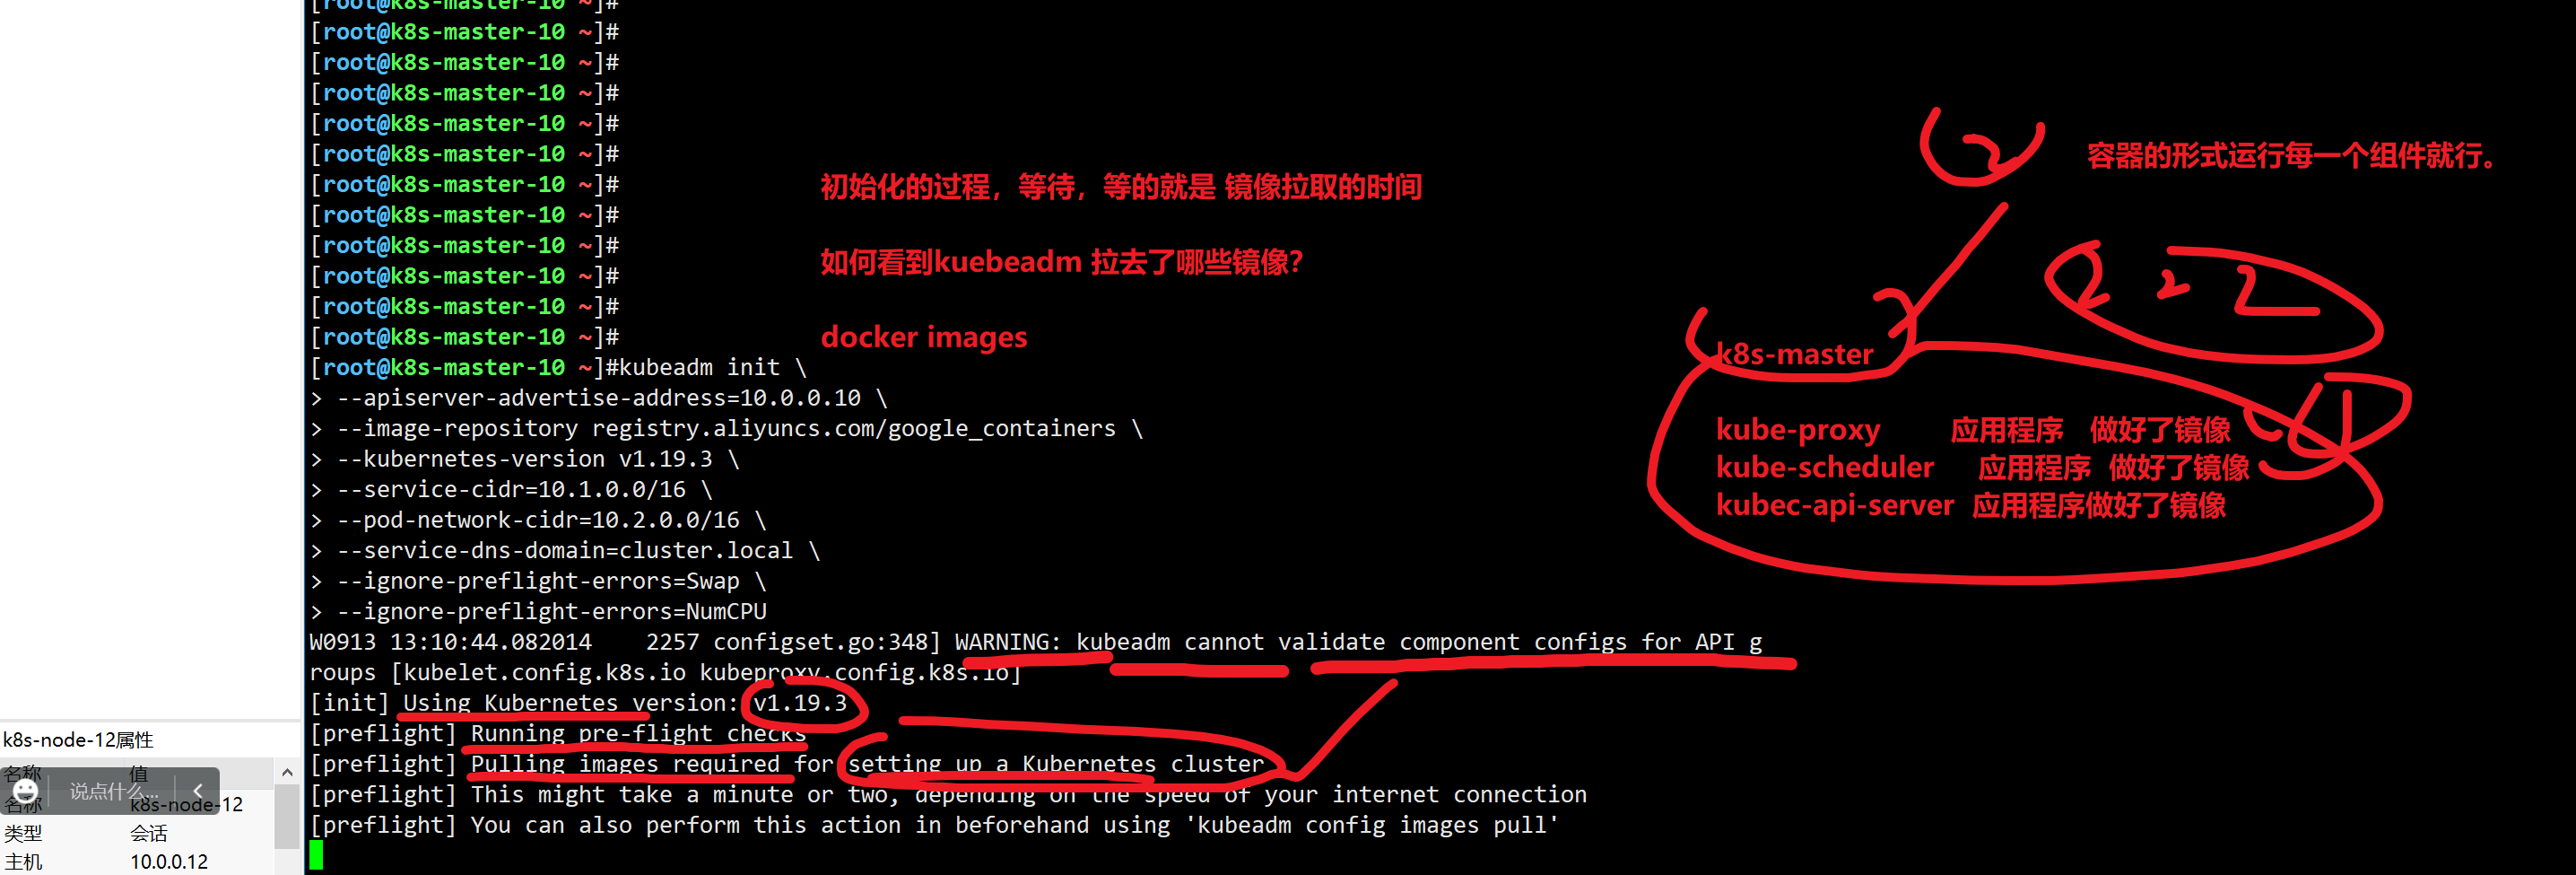 [root@k8s-master-10 ~]#
[root@k8s-master-10 ~]#
[root@k8s-master-10 ~]#
[root@k8s-master-10 ~]#
[root@k8s-master-10 ~]#
[root@k8s-master-10 ~]#
[root@k8s-master-10 ~]#
[root@k8s-master-10 ~]#
[root@k8s-master-10 ~]#
[root@k8s-master-10 ~]#
[root@k8s-master-10 ~]#
[root@k8s-master-10 ~]#
[root@k8s-master-10 ~]#kubeadm init \
> --apiserver-advertise-address=10.0.0.10 \
> --image-repository registry.aliyuncs.com/google_containers \
> --kubernetes-version v1.19.3 \
> --service-cidr=10.1.0.0/16 \
> --pod-network-cidr=10.2.0.0/16 \
> --service-dns-domain=cluster.local \
> --ignore-preflight-errors=Swap \
> --ignore-preflight-errors=NumCPU
W0913 13:10:44.082014    2257 configset.go:348] WARNING: kubeadm cannot validate component configs for API g
roups [kubelet.config.k8s.io kubeproxy.config.k8s.io]
[init] Using Kubernetes version: v1.19.3
[preflight] Running pre-flight checks
[preflight] Pulling images required for setting up a Kubernetes cluster
[preflight] This might take a minute or two, depending on the speed of your internet connection
[preflight] You can also perform this action in beforehand using 'kubeadm config images pull'
初始化的过程，等待，等的就是 镜像拉取的时间
如何看到kuebeadm 拉去了哪些镜像？
docker images
容器的形式运行每一个组件就行。
2
2 2 2
k8s-master
1
kube-proxy 应用程序 做好了镜像
kube-scheduler 应用程序 做好了镜像
kubec-api-server 应用程序做好了镜像
k8s-node-12属性
名称 值
说点什么...
名称 k8s-node-12
类型 会话
主机 10.0.0.12